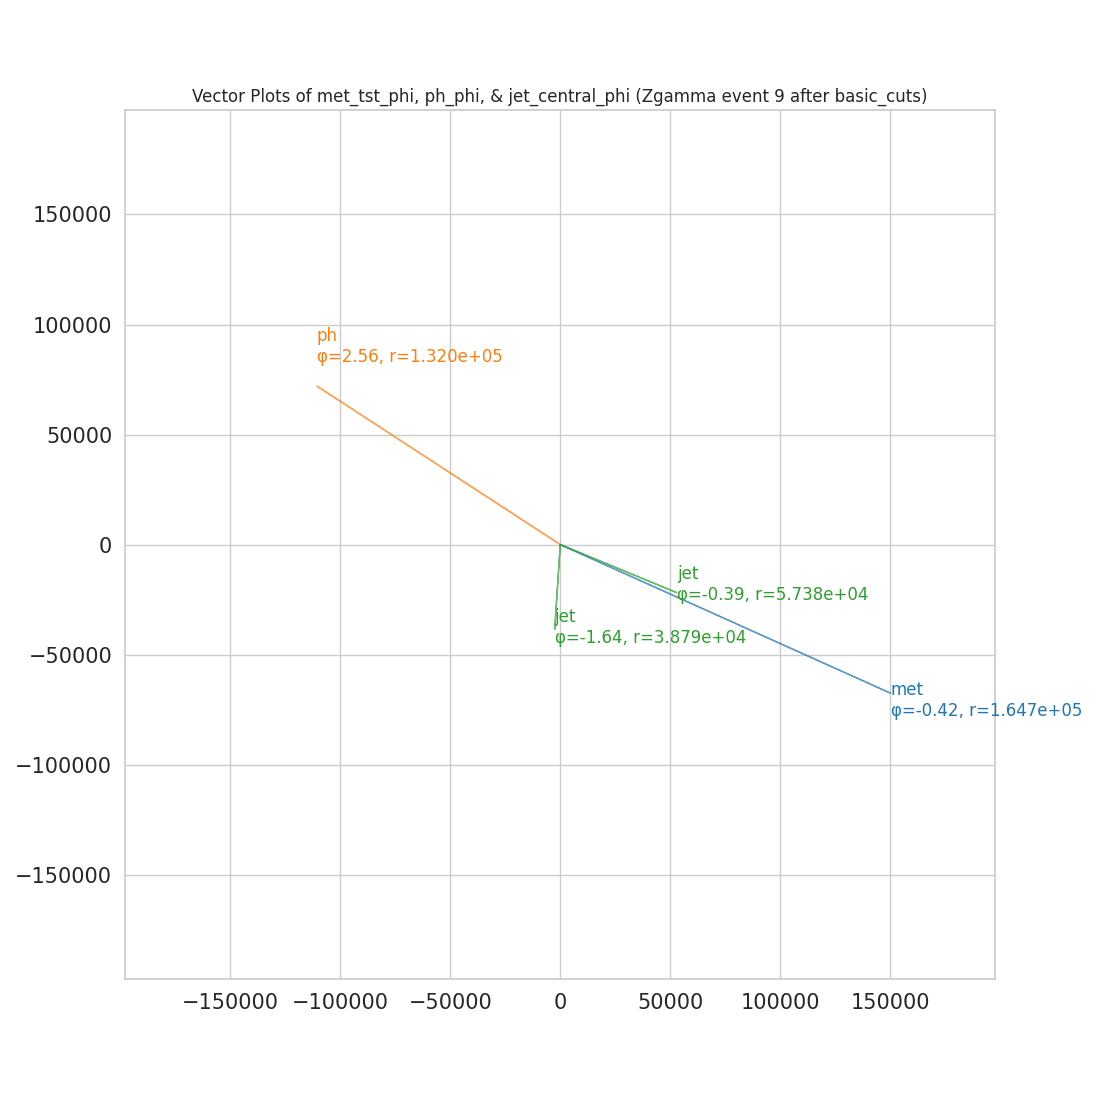 Vector Plots of met_tst_phi, ph_phi, & jet_central_phi (Zgamma event 9 after basic_cuts)
150000
100000
50000
0
−50000
−100000
−150000
ph
φ=2.56, r=1.320e+05
jet
φ=-0.39, r=5.738e+04
jet
φ=-1.64, r=3.879e+04
met
φ=-0.42, r=1.647e+05
−150000 −100000 −50000 0 50000 100000 150000